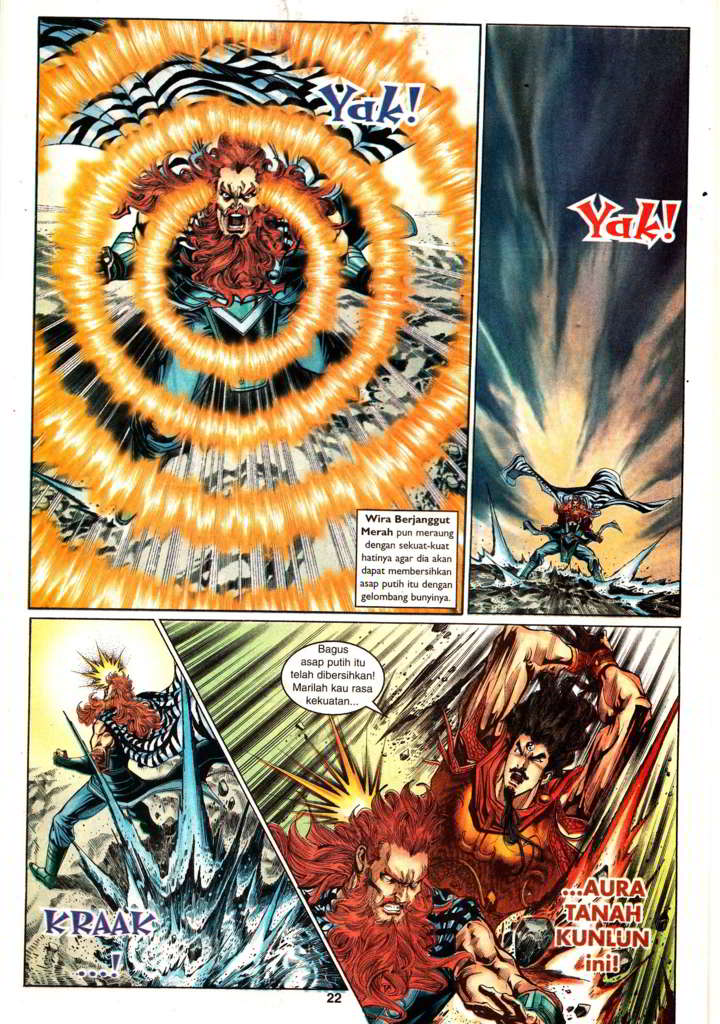 Yak!
Yak!
Wira Berjanggut
Merah pun meraung
dengan sekuat-kuat
hatinya agar dia akan
dapat membersihkan
asap putih itu dengan
gelombang bunyinya.
KRAAK
....!
Bagus
asap putih itu
telah dibersihkan!
Marilah kau rasa
kekuatan...
...AURA
TANAH
KUNLUN
ini!
22